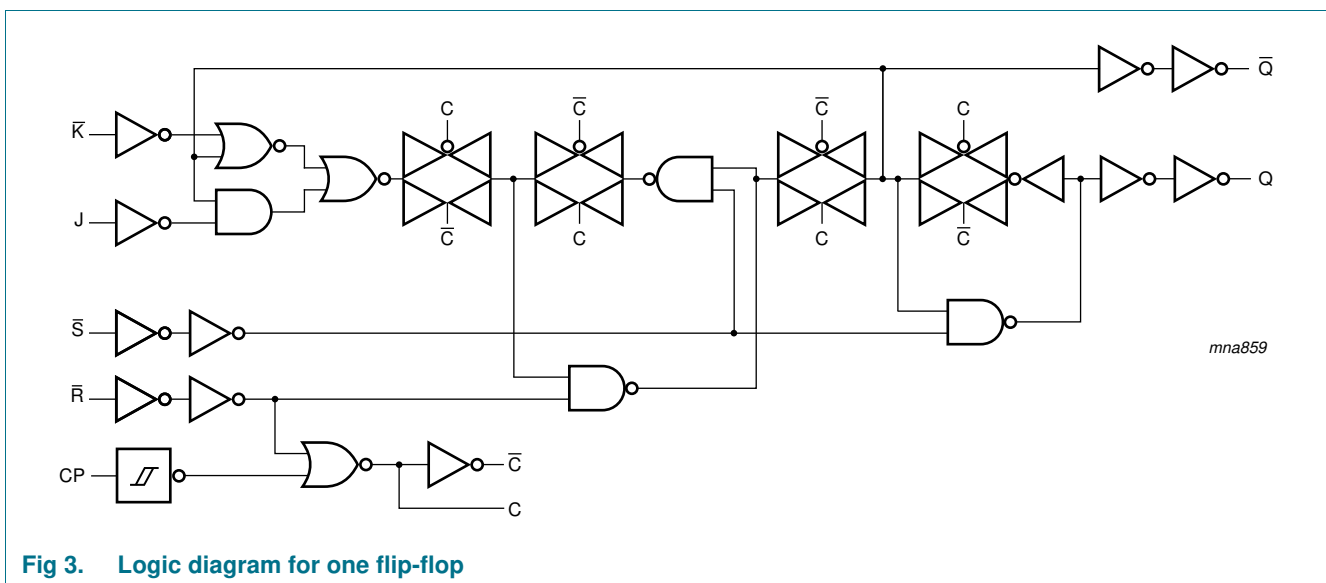 C C̅ C̅ C Q̅
K̅
Q
J
C̅ C C C̅
S̅
mna859
R̅
CP C̅
C
Fig 3. Logic diagram for one flip-flop